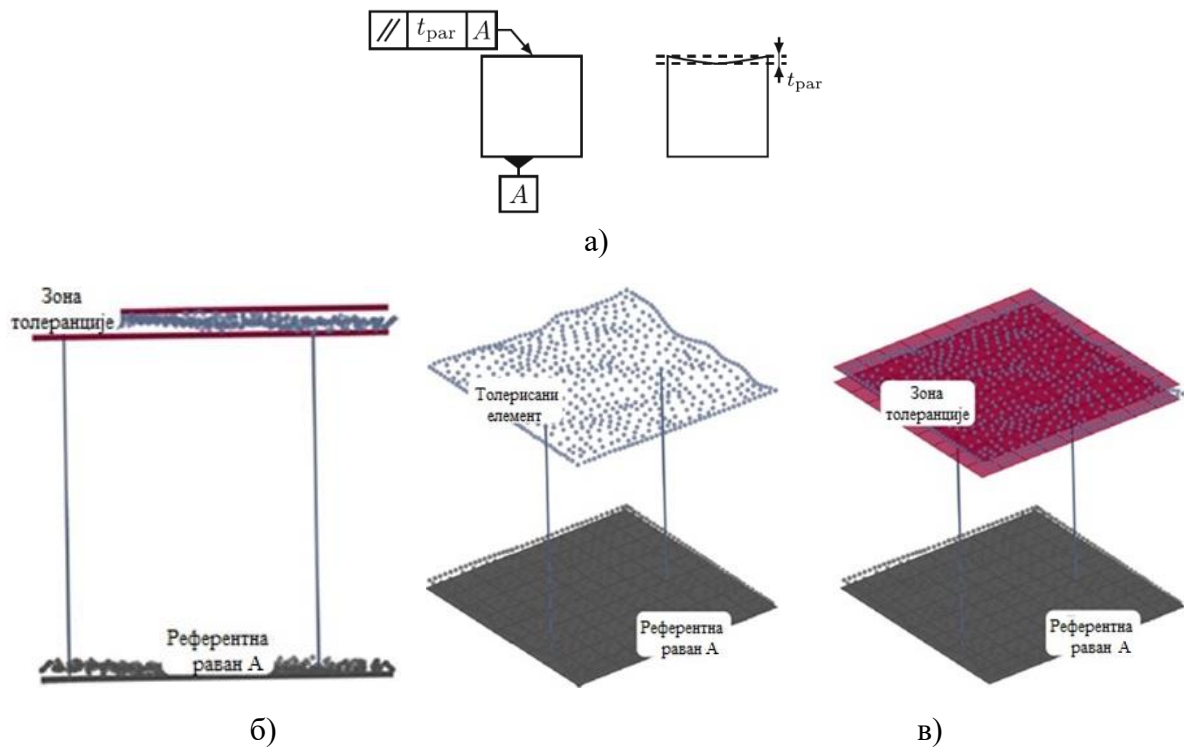 // t_par A
t_par
A
а)
Зона
толеранције
Референтна
раван А
Толерисани
елемент
Референтна
раван А
Зона
толеранције
Референтна
раван А
б)
в)